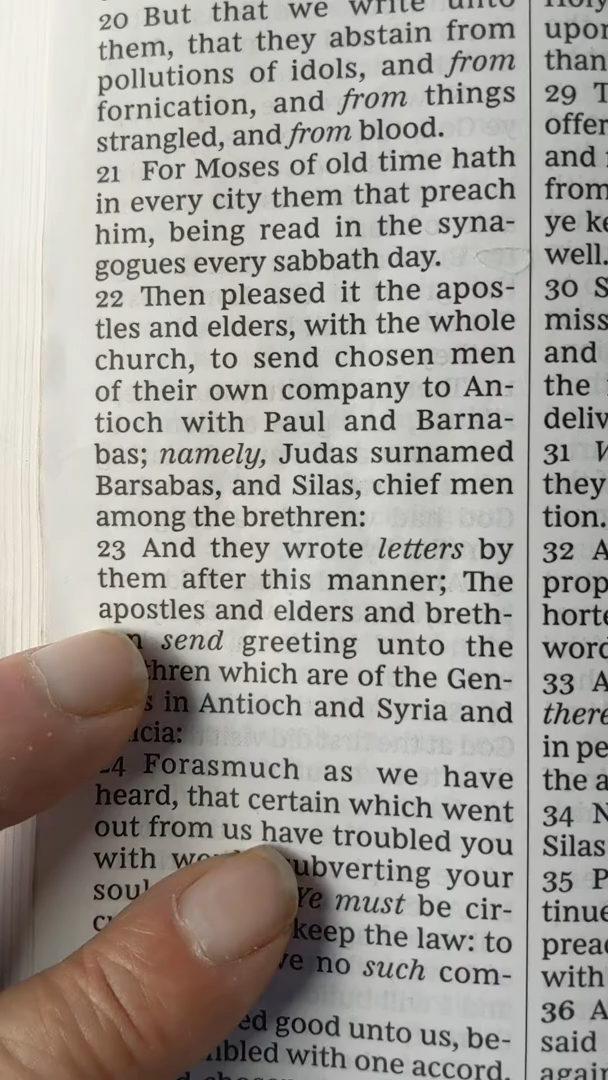 20 But that we write unto
them, that they abstain from
pollutions of idols, and from
fornication, and from things
strangled, and from blood.
21 For Moses of old time hath
in every city them that preach
him, being read in the syna-
gogues every sabbath day.
22 Then pleased it the apos-
tles and elders, with the whole
church, to send chosen men
of their own company to An-
tioch with Paul and Barna-
bas; namely, Judas surnamed
Barsabas, and Silas, chief men
among the brethren:
23 And they wrote letters by
them after this manner; The
apostles and elders and breth-
send greeting unto the
which are of the Gen-
in Antioch and Syria and
24 Forasmuch as we have
heard, that certain which went
out from us have troubled you
with your
Ye must be cir-
keep the law: to
no such com-
good unto us, be-
with one accord,
upon
than
29
offer
and
from
ye
well.
30
miss
and
the
deliv
31
they
tion.
32
prop
horte
word
33
there
in pe
the a
34
Silas
35
tinue
preac
with
36
said
again